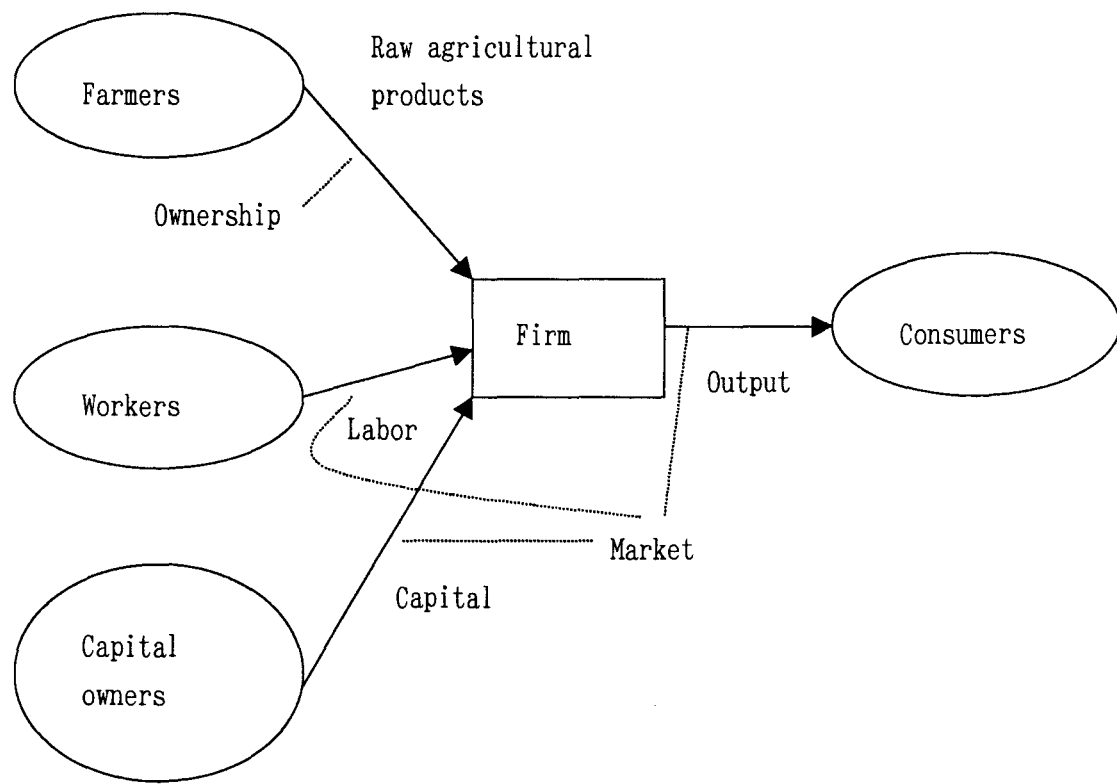 Raw agricultural
products
Farmers
Ownership
Firm
Consumers
Output
Workers
Labor
Market
Capital
Capital
owners